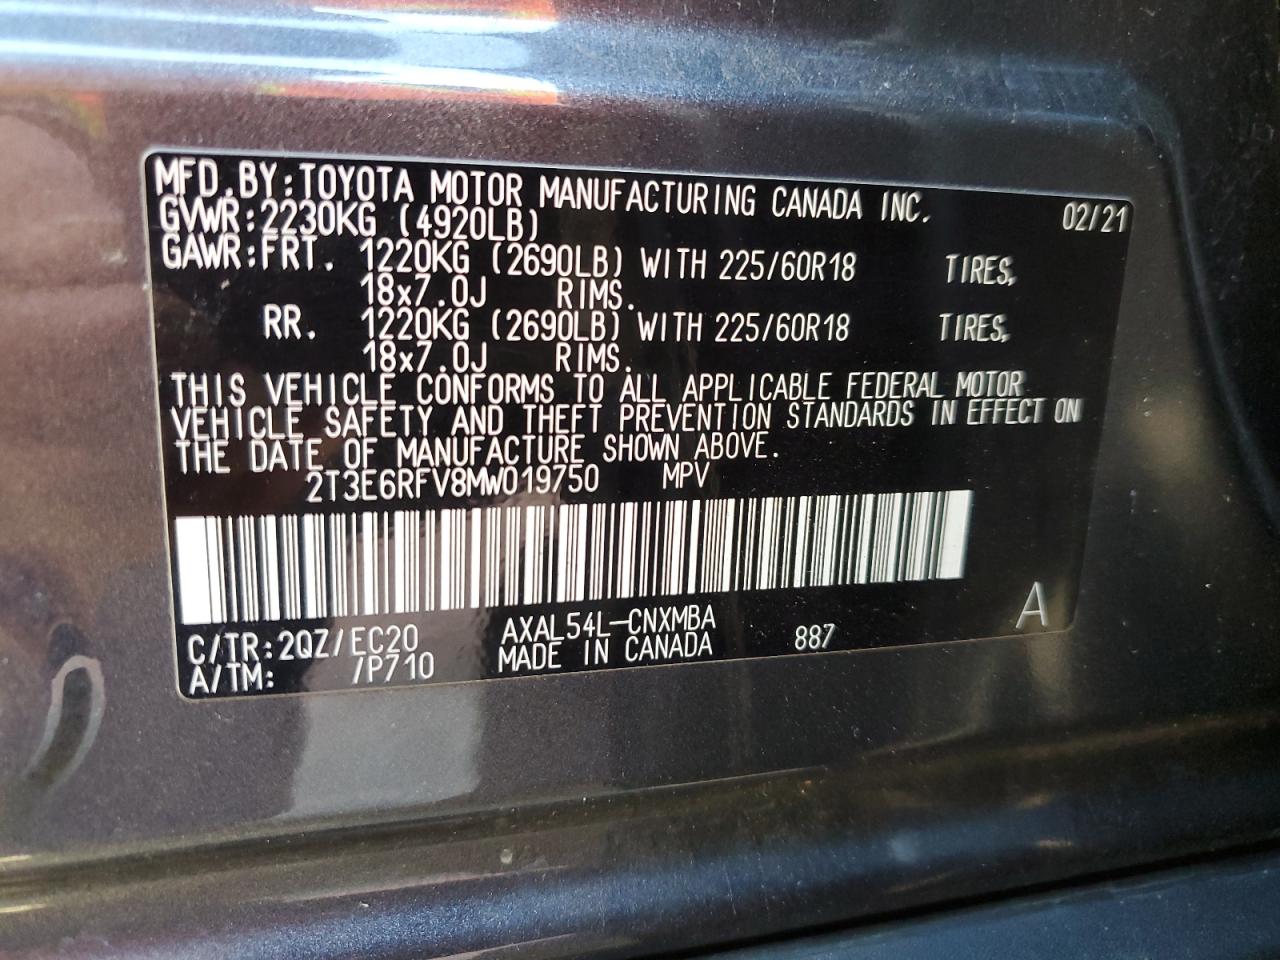 MFD.BY:TOYOTA MOTOR MANUFACTURING CANADA INC. 02/21
GVWR:2230KG (4920LB)
GAWR:FRT. 1220KG (2690LB) WITH 225/60R18 TIRES,
18x7.0J RIMS.
RR. 1220KG (2690LB) WITH 225/60R18 TIRES,
18x7.0J RIMS.
THIS VEHICLE CONFORMS TO ALL APPLICABLE FEDERAL MOTOR
VEHICLE SAFETY AND THEFT PREVENTION STANDARDS IN EFFECT ON
THE DATE OF MANUFACTURE SHOWN ABOVE.
2T3E6RFV8MW019750 MPV
C/TR:2QZ/EC20 AXAL54L-CNXMBA 887 A
A/TM: /P710 MADE IN CANADA